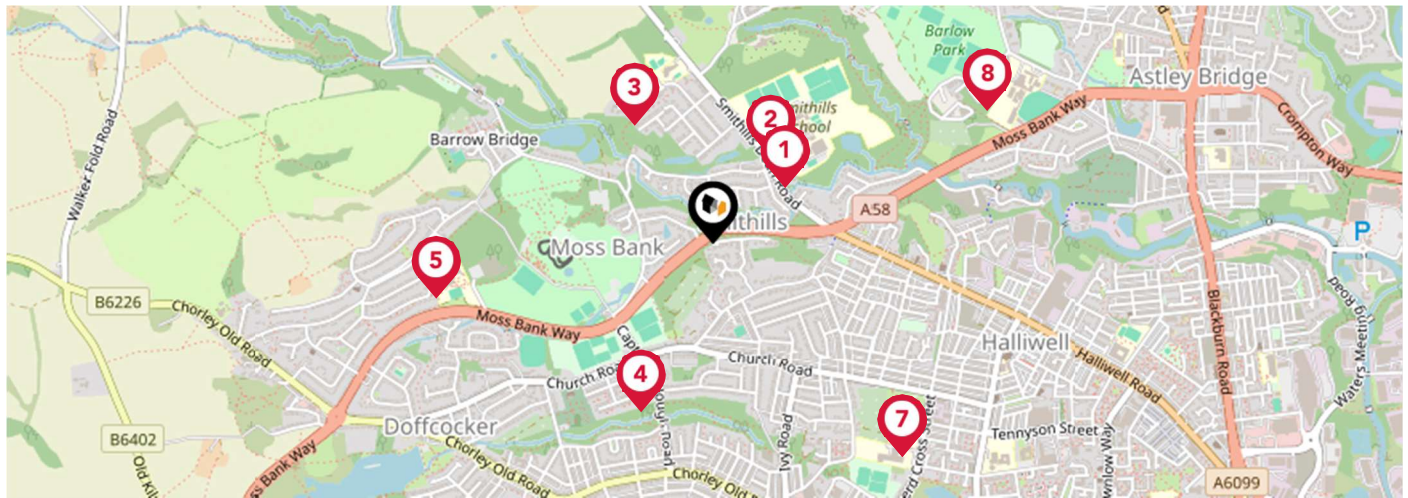 Barlow
Park
Astley Bridge
8
3
Smithills
School
2
1
Smithills D
Road
Moss Bank Way
Crompton Way
Barrow Bridge
Walker Fold Road
A58
P
Moss Bank
5
B6226
Chorley Old Road
Moss Bank Way
Church Road
Halliwell
Halliwell Road
Blackburn Road
Waters Meeting Road
4
7
Doffcocker
B6402
Chorley Old Road
Chorley Old Road
Ivy Road
Tennyson Street
A6099
Bank Way